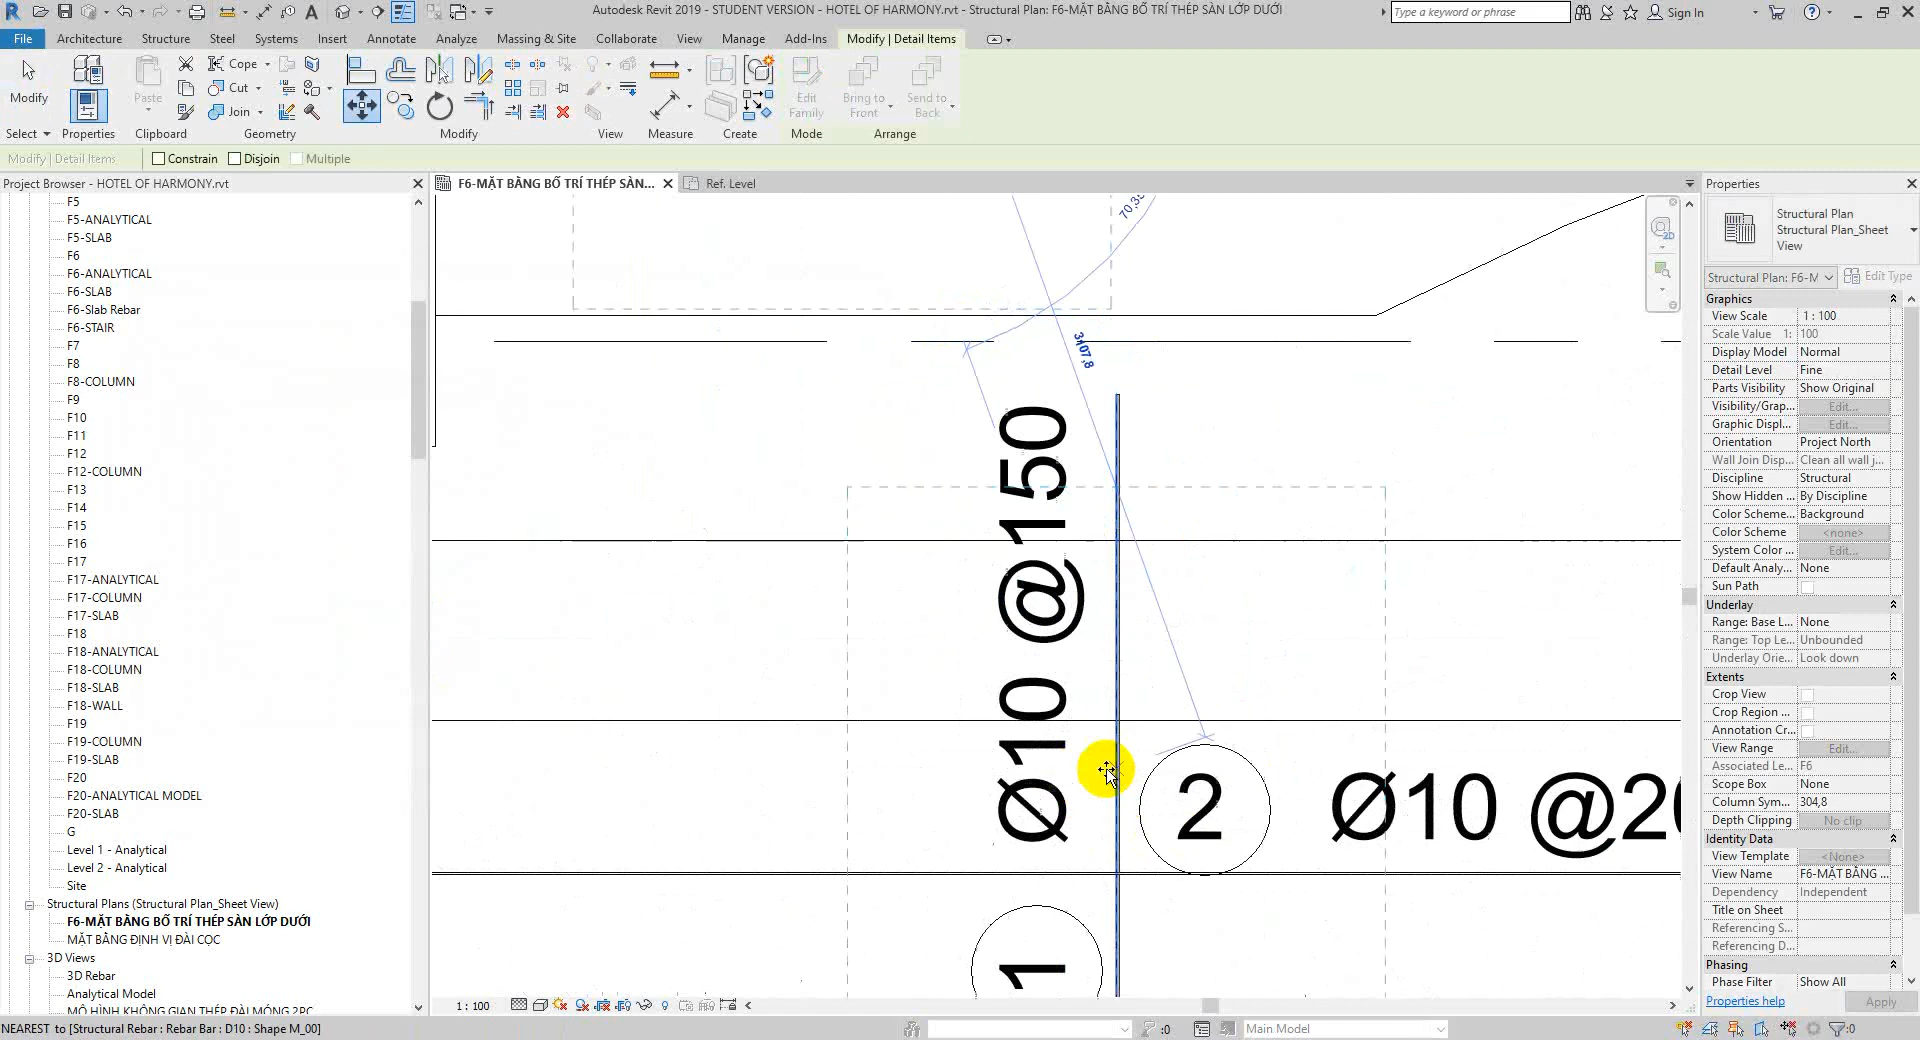 Autodesk Revit 2019 - STUDENT VERSION - HOTEL OF HARMONY.rvt - Structural Plan: F6-MẶT BẰNG BỐ TRÍ THÉP SÀN LỚP DƯỚI
Type a keyword or phrase
Sign In
File Architecture Structure Steel Systems Insert Annotate Analyze Massing & Site Collaborate View Manage Add-Ins Modify | Detail Items
Modify
Paste
Cope
Cut
Join
Edit Family
Bring to Front
Send to Back
Select Properties Clipboard Geometry Modify View Measure Create Mode Arrange
Modify | Detail Items Constrain Disjoin Multiple
Project Browser - HOTEL OF HARMONY.rvt
F5
F5-ANALYTICAL
F5-SLAB
F6
F6-ANALYTICAL
F6-SLAB
F6-Slab Rebar
F6-STAIR
F7
F8
F8-COLUMN
F9
F10
F11
F12
F12-COLUMN
F13
F14
F15
F16
F17
F17-ANALYTICAL
F17-COLUMN
F17-SLAB
F18
F18-ANALYTICAL
F18-COLUMN
F18-SLAB
F18-WALL
F19
F19-COLUMN
F19-SLAB
F20
F20-ANALYTICAL MODEL
F20-SLAB
G
Level 1 - Analytical
Level 2 - Analytical
Site
Structural Plans (Structural Plan_Sheet View)
F6-MẶT BẰNG BỐ TRÍ THÉP SÀN LỚP DƯỚI
MẶT BẰNG ĐỊNH VỊ ĐÀI CỌC
3D Views
3D Rebar
Analytical Model
MÔ HÌNH KHÔNG GIAN THÉP ĐÀI MÓNG 2PC
F6-MẶT BẰNG BỐ TRÍ THÉP SÀN...
Ref. Level
2D
3107,8
Ø10 @150
2
Ø10 @20
1
1 : 100
Properties
Structural Plan
Structural Plan_Sheet
View
Structural Plan: F6-M
Edit Type
Graphics
View Scale 1 : 100
Scale Value 1: 100
Display Model Normal
Detail Level Fine
Parts Visibility Show Original
Visibility/Grap... Edit...
Graphic Displ... Edit...
Orientation Project North
Wall Join Disp... Clean all wall j...
Discipline Structural
Show Hidden ... By Discipline
Color Scheme... Background
Color Scheme <none>
System Color ... Edit...
Default Analy... None
Sun Path
Underlay
Range: Base L... None
Range: Top Le... Unbounded
Underlay Orie... Look down
Extents
Crop View
Crop Region ...
Annotation Cr...
View Range Edit...
Associated Le... F6
Scope Box None
Column Sym... 304,8
Depth Clipping No clip
Identity Data
View Template <None>
View Name F6-MẶT BẰNG ...
Dependency Independent
Title on Sheet
Referencing S...
Referencing D...
Phasing
Phase Filter Show All
Properties help
Apply
NEAREST to [Structural Rebar : Rebar Bar : D10 : Shape M_00]
:0
Main Model
:0